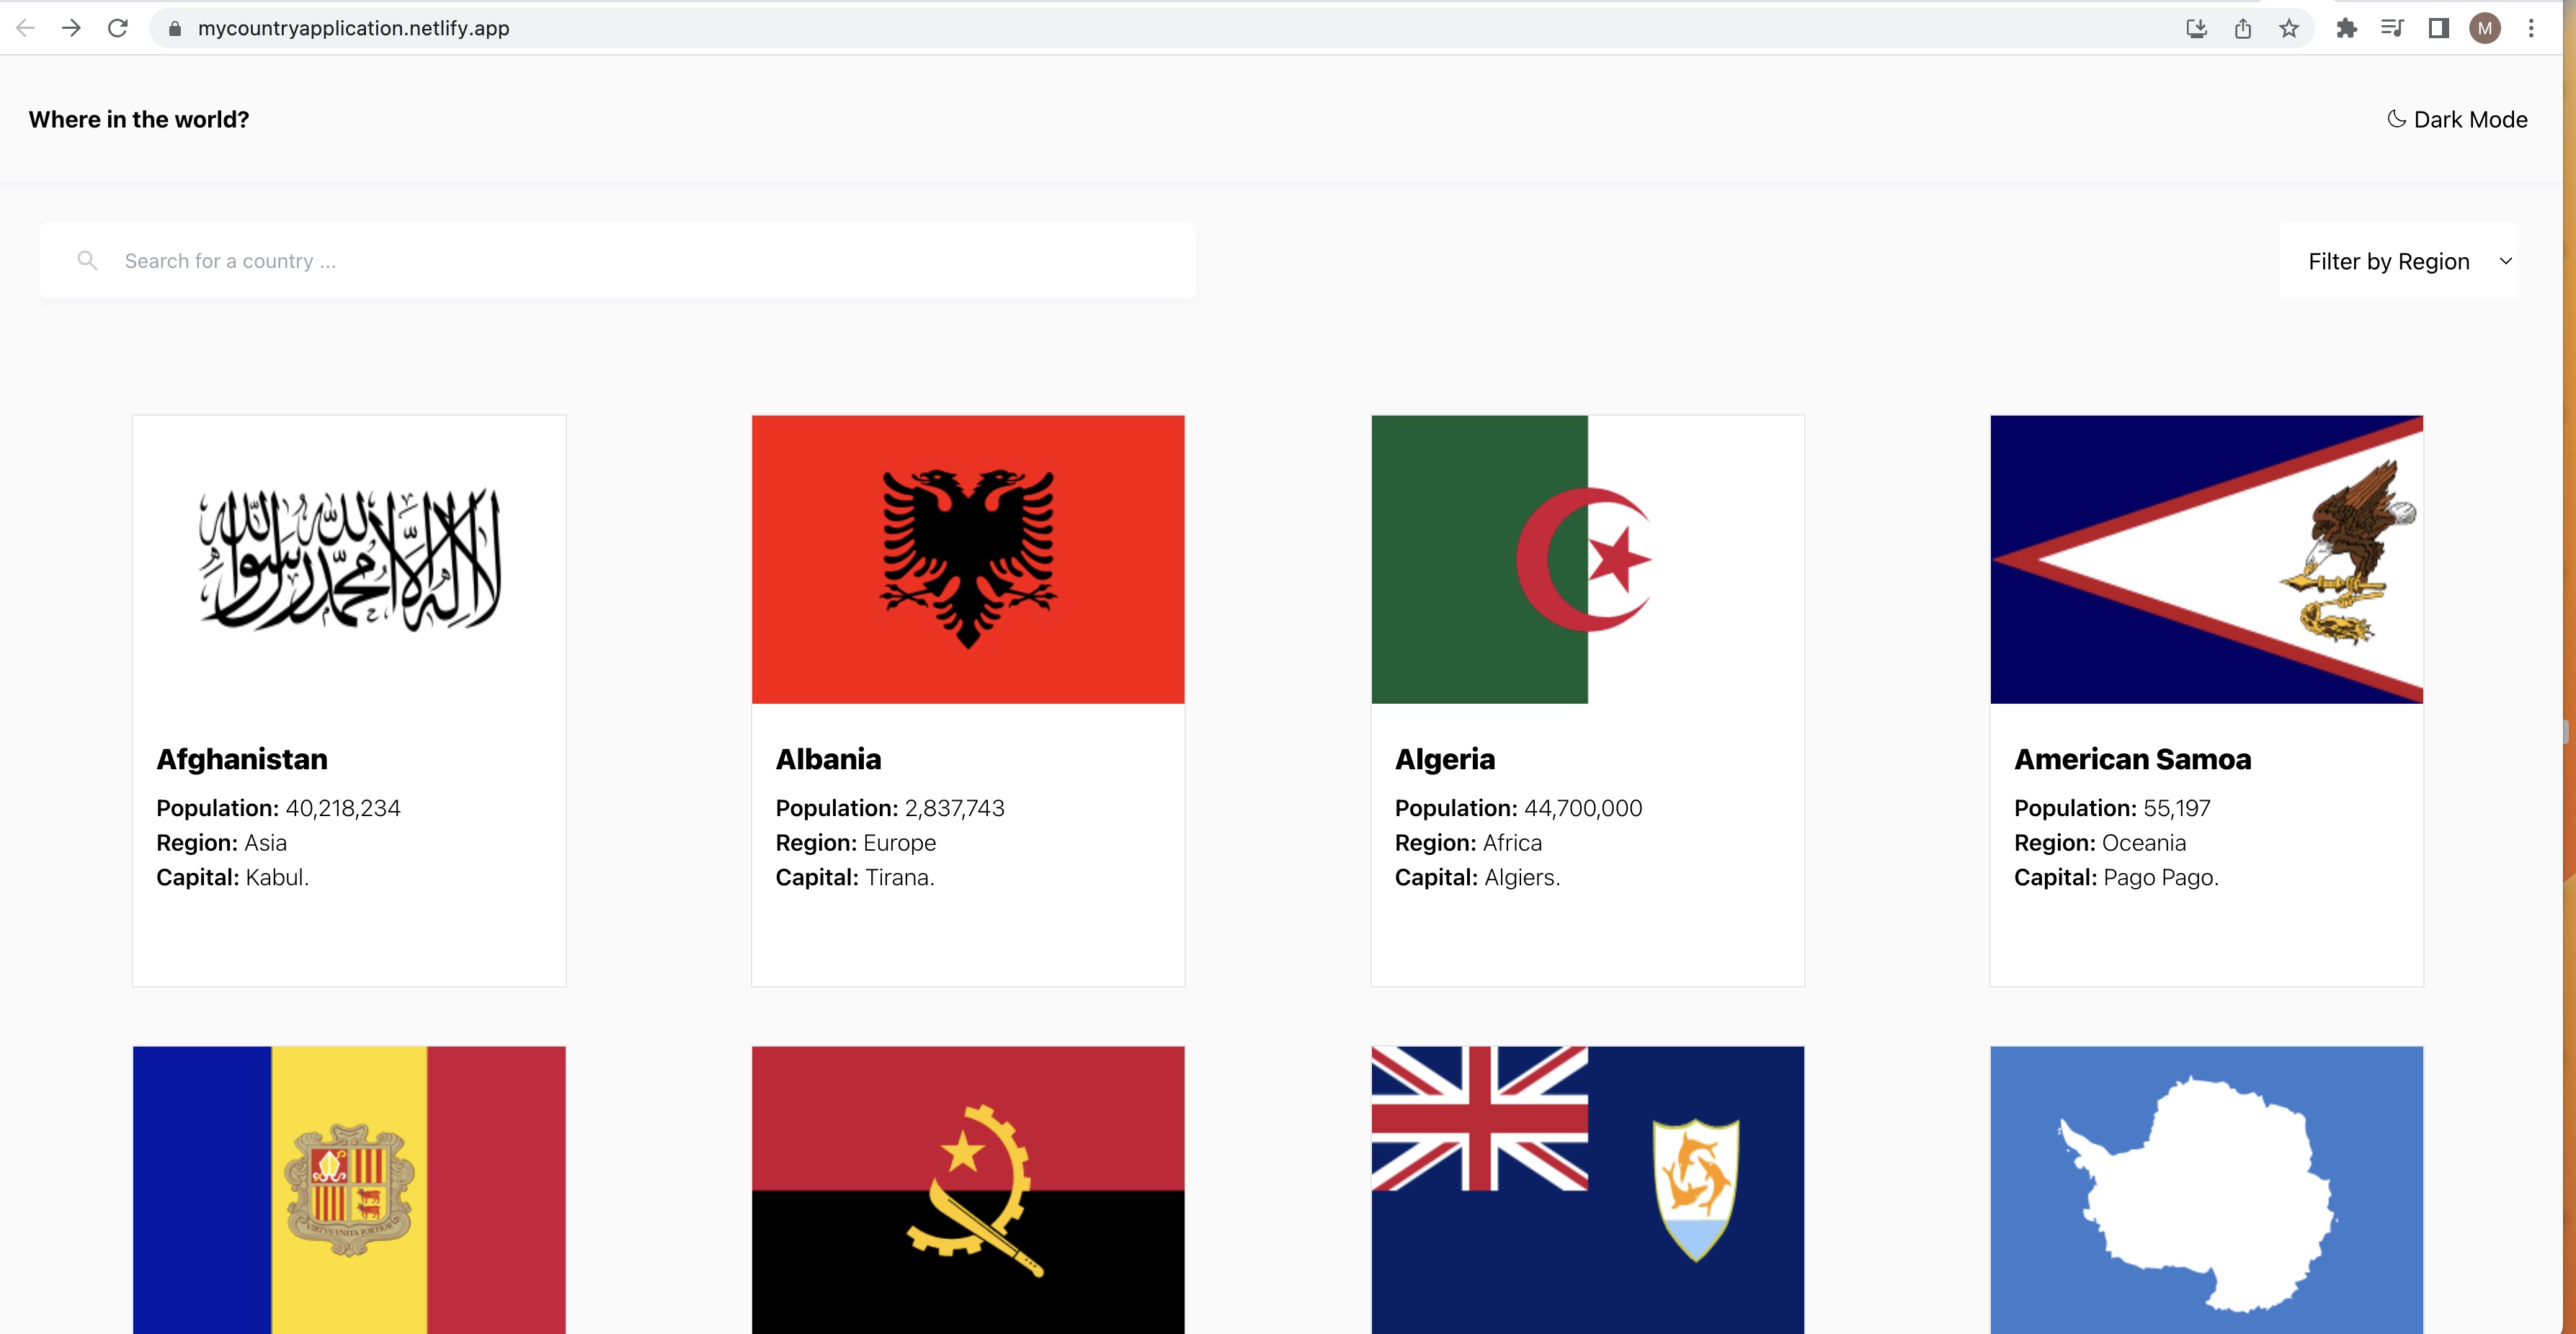 mycountryapplication.netlify.app
M
Where in the world?
Dark Mode
Search for a country ...
Filter by Region
لا إله إلا الله محمد رسول الله
Afghanistan
Population: 40,218,234
Region: Asia
Capital: Kabul.
Albania
Population: 2,837,743
Region: Europe
Capital: Tirana.
Algeria
Population: 44,700,000
Region: Africa
Capital: Algiers.
American Samoa
Population: 55,197
Region: Oceania
Capital: Pago Pago.
VIRTVS UNITA FORTIOR